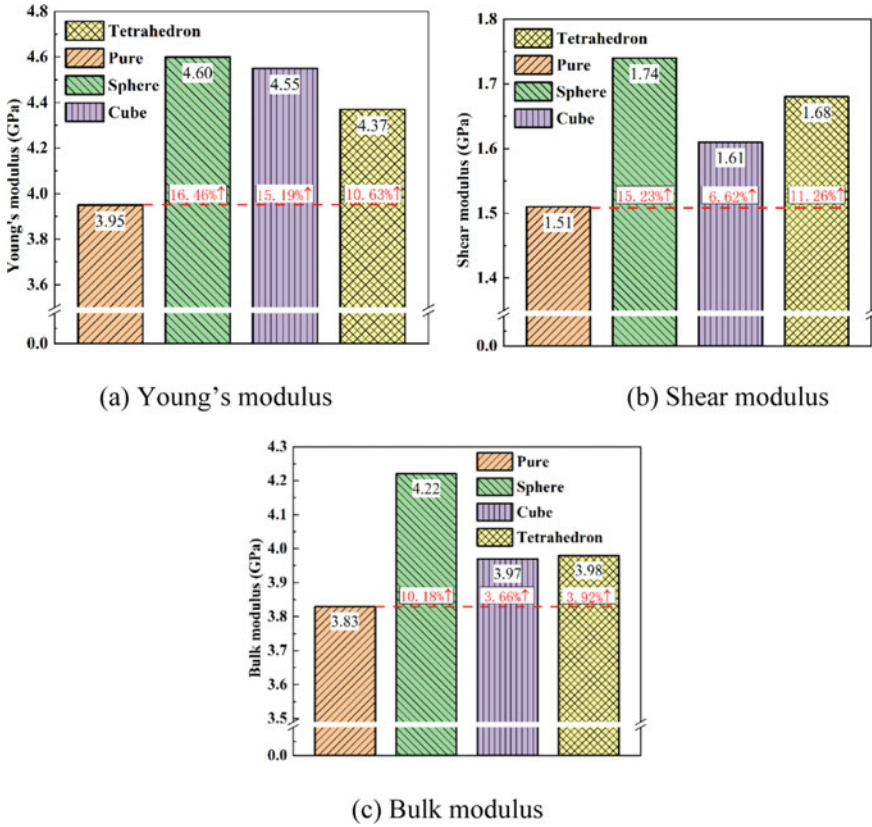 4.8
4.6
4.4
4.2
4.0
3.8
3.6
0.0
Young's modulus (GPa)
Tetrahedron
Pure
Sphere
Cube
3.95
4.60
4.55
4.37
16.46%↑
15.19%↑
10.63%↑
(a) Young’s modulus
1.8
1.7
1.6
1.5
1.4
0.0
Shear modulus (GPa)
Tetrahedron
Pure
Sphere
Cube
1.51
1.74
1.61
1.68
15.23%↑
6.62%↑
11.26%↑
(b) Shear modulus
4.3
4.2
4.1
4.0
3.9
3.8
3.7
3.6
3.5
0.0
Bulk modulus (GPa)
Pure
Sphere
Cube
Tetrahedron
3.83
4.22
3.97
3.98
10.18%↑
3.66%↑
3.92%↑
(c) Bulk modulus